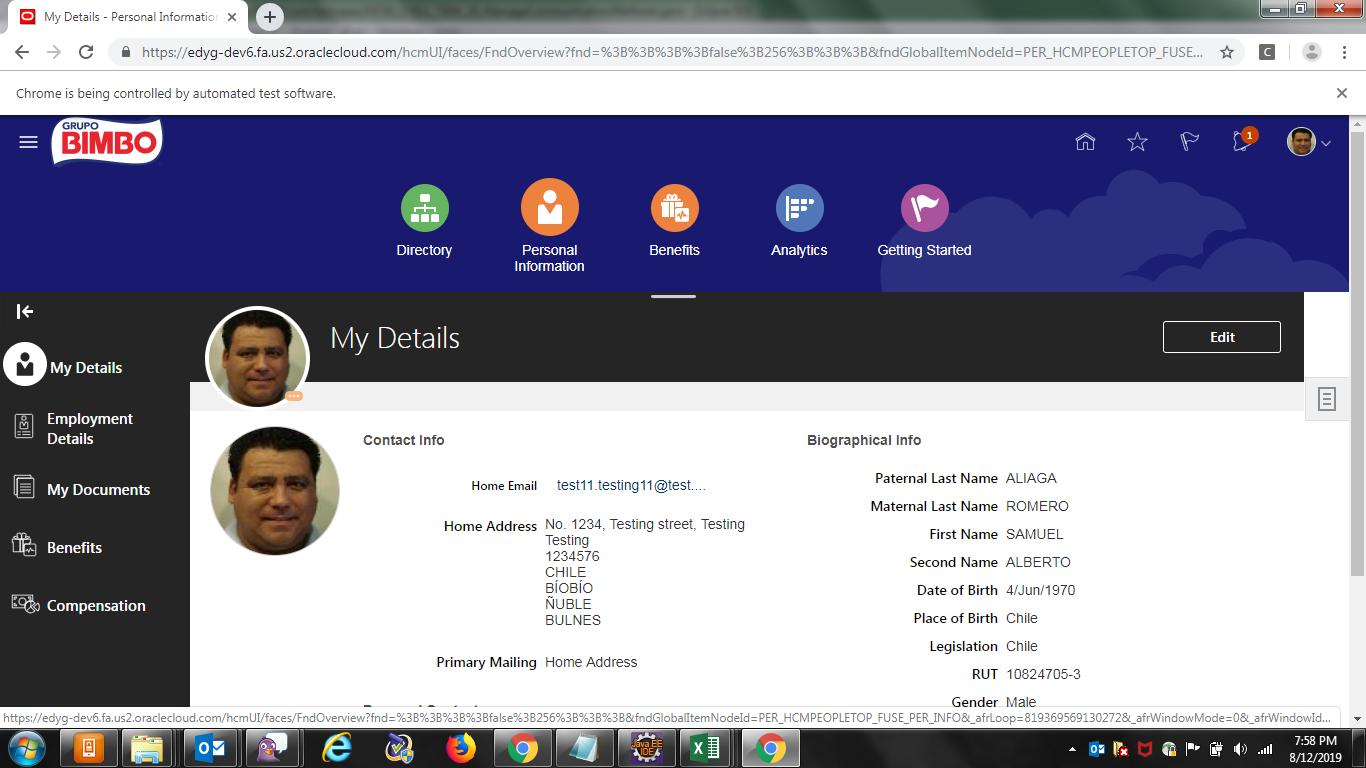 My Details - Personal Information
https://edyg-dev6.fa.us2.oraclecloud.com/hcmUI/faces/FndOverview?fnd=%3B%3B%3B%3Bfalse%3B256%3B%3B%3B&fndGlobalItemNodeId=PER_HCMPEOPLETOP_FUSE...
C
Chrome is being controlled by automated test software.
GRUPO
BIMBO
1
Directory
Personal
Information
Benefits
Analytics
Getting Started
My Details
Edit
My Details
Employment
Details
My Documents
Benefits
Compensation
Contact Info
Home Email test11.testing11@test....
Home Address No. 1234, Testing street, Testing
Testing
1234576
CHILE
BÍOBÍO
ÑUBLE
BULNES
Primary Mailing Home Address
Biographical Info
Paternal Last Name ALIAGA
Maternal Last Name ROMERO
First Name SAMUEL
Second Name ALBERTO
Date of Birth 4/Jun/1970
Place of Birth Chile
Legislation Chile
RUT 10824705-3
Gender Male
https://edyg-dev6.fa.us2.oraclecloud.com/hcmUI/faces/FndOverview?fnd=%3B%3B%3B%3Bfalse%3B256%3B%3B%3B&fndGlobalItemNodeId=PER_HCMPEOPLETOP_FUSE_PER_INFO&_afrLoop=819369569130272&_afrWindowMode=0&_afrWindowId...
Java EE
IDE
7:58 PM
8/12/2019